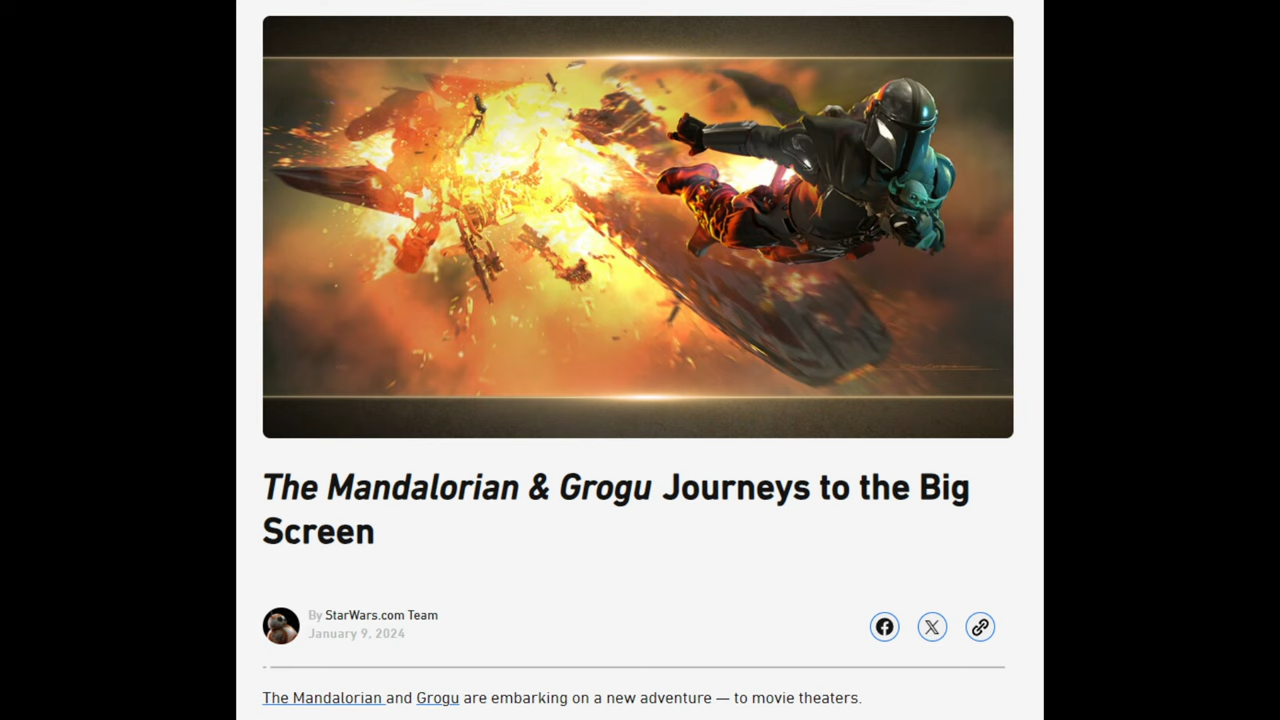 The Mandalorian & Grogu Journeys to the Big
Screen
By StarWars.com Team
January 9, 2024
The Mandalorian and Grogu are embarking on a new adventure — to movie theaters.